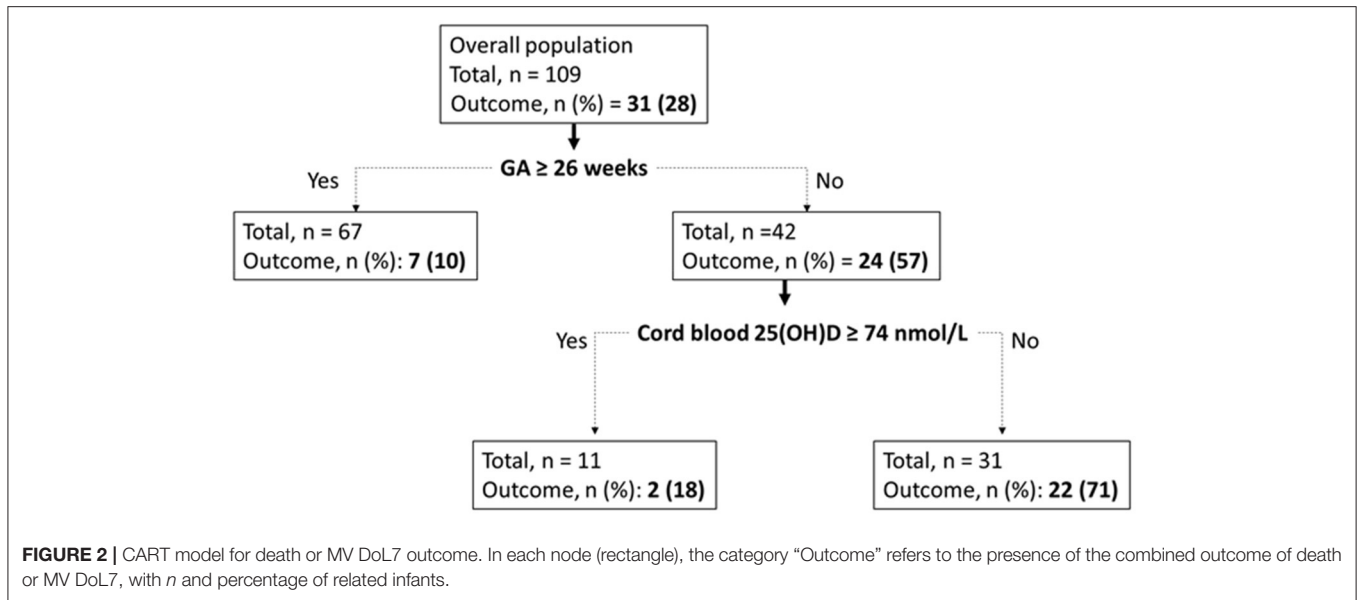 Overall population
Total, n = 109
Outcome, n (%) = 31 (28)
GA ≥ 26 weeks
Yes
No
Total, n = 67
Outcome, n (%): 7 (10)
Total, n =42
Outcome, n (%) = 24 (57)
Cord blood 25(OH)D ≥ 74 nmol/L
Yes
No
Total, n = 11
Outcome, n (%): 2 (18)
Total, n = 31
Outcome, n (%): 22 (71)
FIGURE 2 | CART model for death or MV DoL7 outcome. In each node (rectangle), the category “Outcome” refers to the presence of the combined outcome of death
or MV DoL7, with n and percentage of related infants.